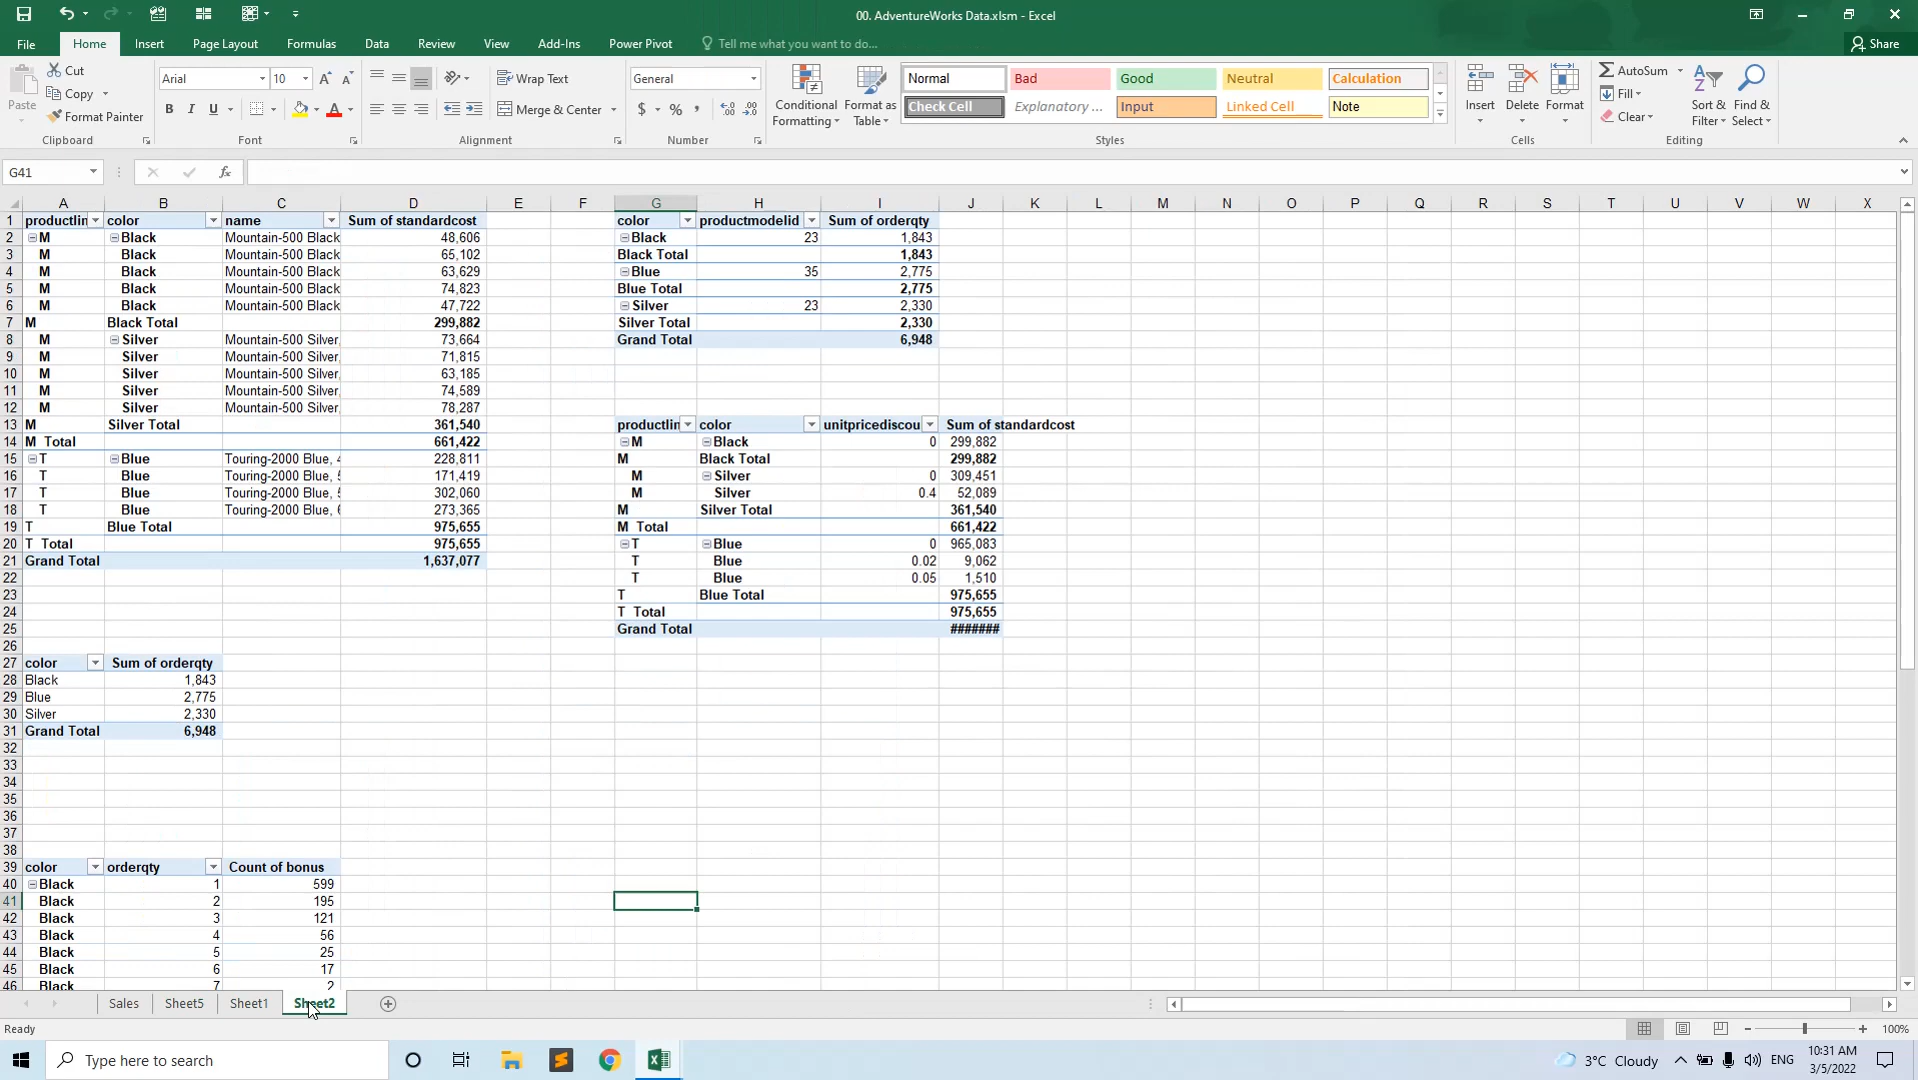 00. AdventureWorks Data.xlsm - Excel
File Home Insert Page Layout Formulas Data Review View Add-Ins Power Pivot Tell me what you want to do... Share
Paste
Cut
Copy
Format Painter
Clipboard
Arial 10
B I U
Font
Wrap Text
Merge & Center
Alignment
General
$ % ,
Number
Conditional Formatting
Format as Table
Normal Bad Good Neutral Calculation
Check Cell Explanatory ... Input Linked Cell Note
Styles
Insert Delete Format
Cells
AutoSum
Fill
Clear
Sort & Filter
Find & Select
Editing
G41 fx
A B C D E F G H I J K L M N O P Q R S T U V W X
1 productlin color name Sum of standardcost color productmodelid Sum of orderqty
2 M Black Mountain-500 Black 48,606 Black 23 1,843
3 M Black Mountain-500 Black 65,102 Black Total 1,843
4 M Black Mountain-500 Black 63,629 Blue 35 2,775
5 M Black Mountain-500 Black 74,823 Blue Total 2,775
6 M Black Mountain-500 Black 47,722 Silver 23 2,330
7 M Black Total 299,882 Silver Total 2,330
8 M Silver Mountain-500 Silver, 73,664 Grand Total 6,948
9 M Silver Mountain-500 Silver, 71,815
10 M Silver Mountain-500 Silver, 63,185
11 M Silver Mountain-500 Silver, 74,589
12 M Silver Mountain-500 Silver, 78,287
13 M Silver Total 361,540 productlin color unitpricediscou Sum of standardcost
14 M Total 661,422 M Black 0 299,882
15 T Blue Touring-2000 Blue, 4 228,811 M Black Total 299,882
16 T Blue Touring-2000 Blue, 5 171,419 M Silver 0 309,451
17 T Blue Touring-2000 Blue, 5 302,060 M Silver 0.4 52,089
18 T Blue Touring-2000 Blue, 6 273,365 M Silver Total 361,540
19 T Blue Total 975,655 M Total 661,422
20 T Total 975,655 T Blue 0 965,083
21 Grand Total 1,637,077 T Blue 0.02 9,062
22 T Blue 0.05 1,510
23 T Blue Total 975,655
24 T Total 975,655
25 Grand Total #######
26
27 color Sum of orderqty
28 Black 1,843
29 Blue 2,775
30 Silver 2,330
31 Grand Total 6,948
32
33
34
35
36
37
38
39 color orderqty Count of bonus
40 Black 1 599
41 Black 2 195
42 Black 3 121
43 Black 4 56
44 Black 5 25
45 Black 6 17
46 Black 7 2
Sales Sheet5 Sheet1 Sheet2
Ready 100%
Type here to search 3°C Cloudy ENG 10:31 AM
3/5/2022